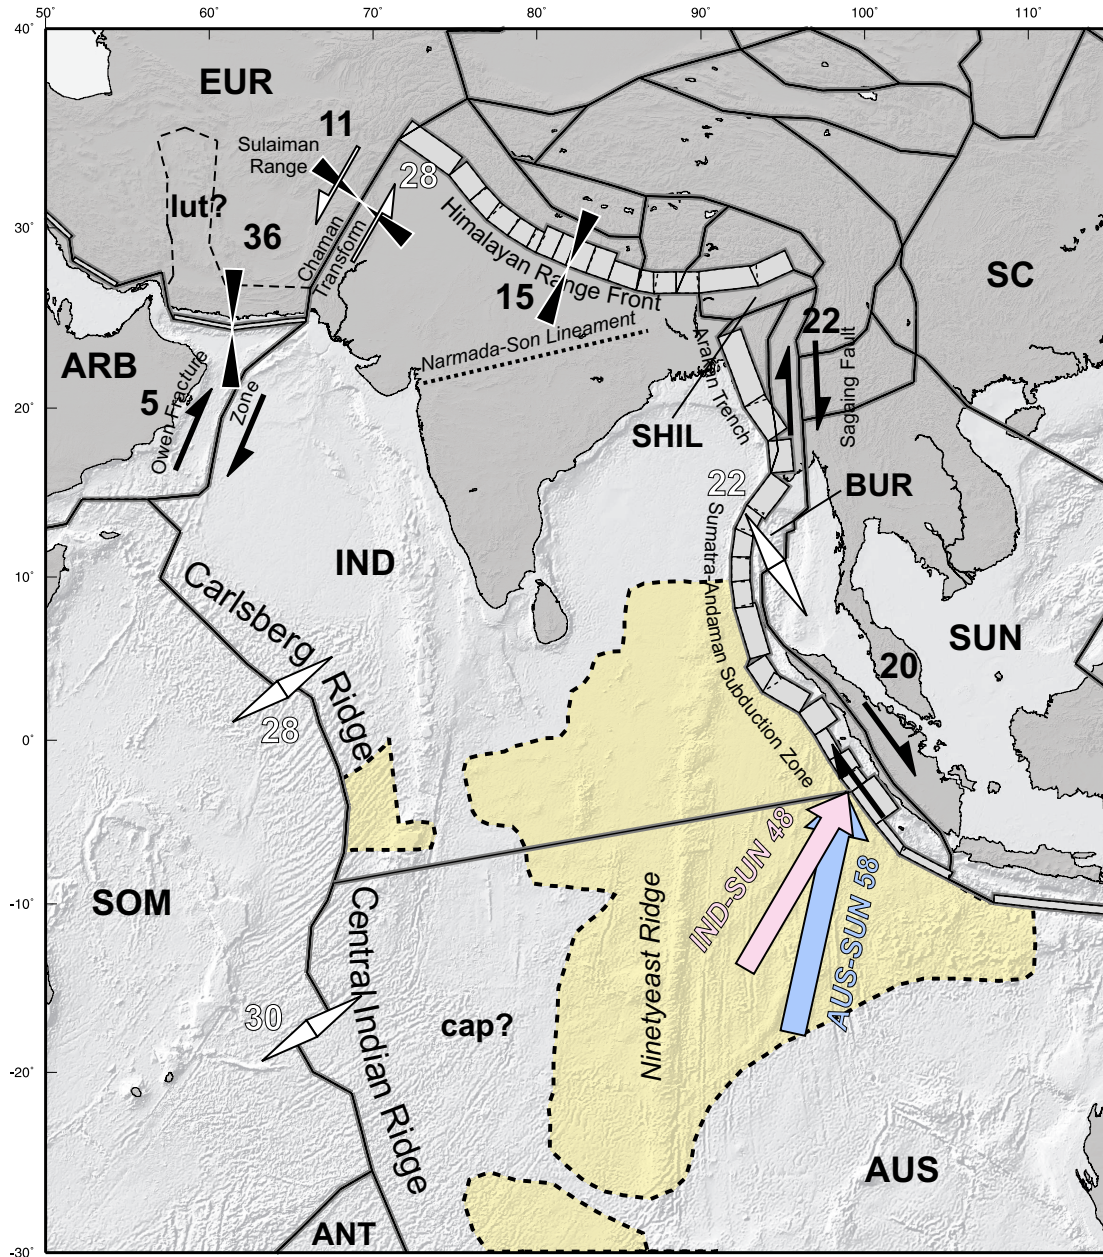 50° 60° 70° 80° 90° 100° 110°
40°
30°
20°
10°
0°
-10°
-20°
-30°
EUR
11
Sulaiman
Range
28
lut?
36
Chaman
Transform
Himalayan Range Front
15
SC
ARB
Narmada-Son Lineament
22
Sagaing Fault
Arakan Trench
5
Owen Fracture
Zone
SHIL
22
BUR
IND
Sumatra-Andaman Subduction Zone
Carlsberg
Ridge
SUN
20
28
IND-SUN 48
AUS-SUN 58
SOM
Central Indian Ridge
Ninetyeast Ridge
30
cap?
AUS
ANT